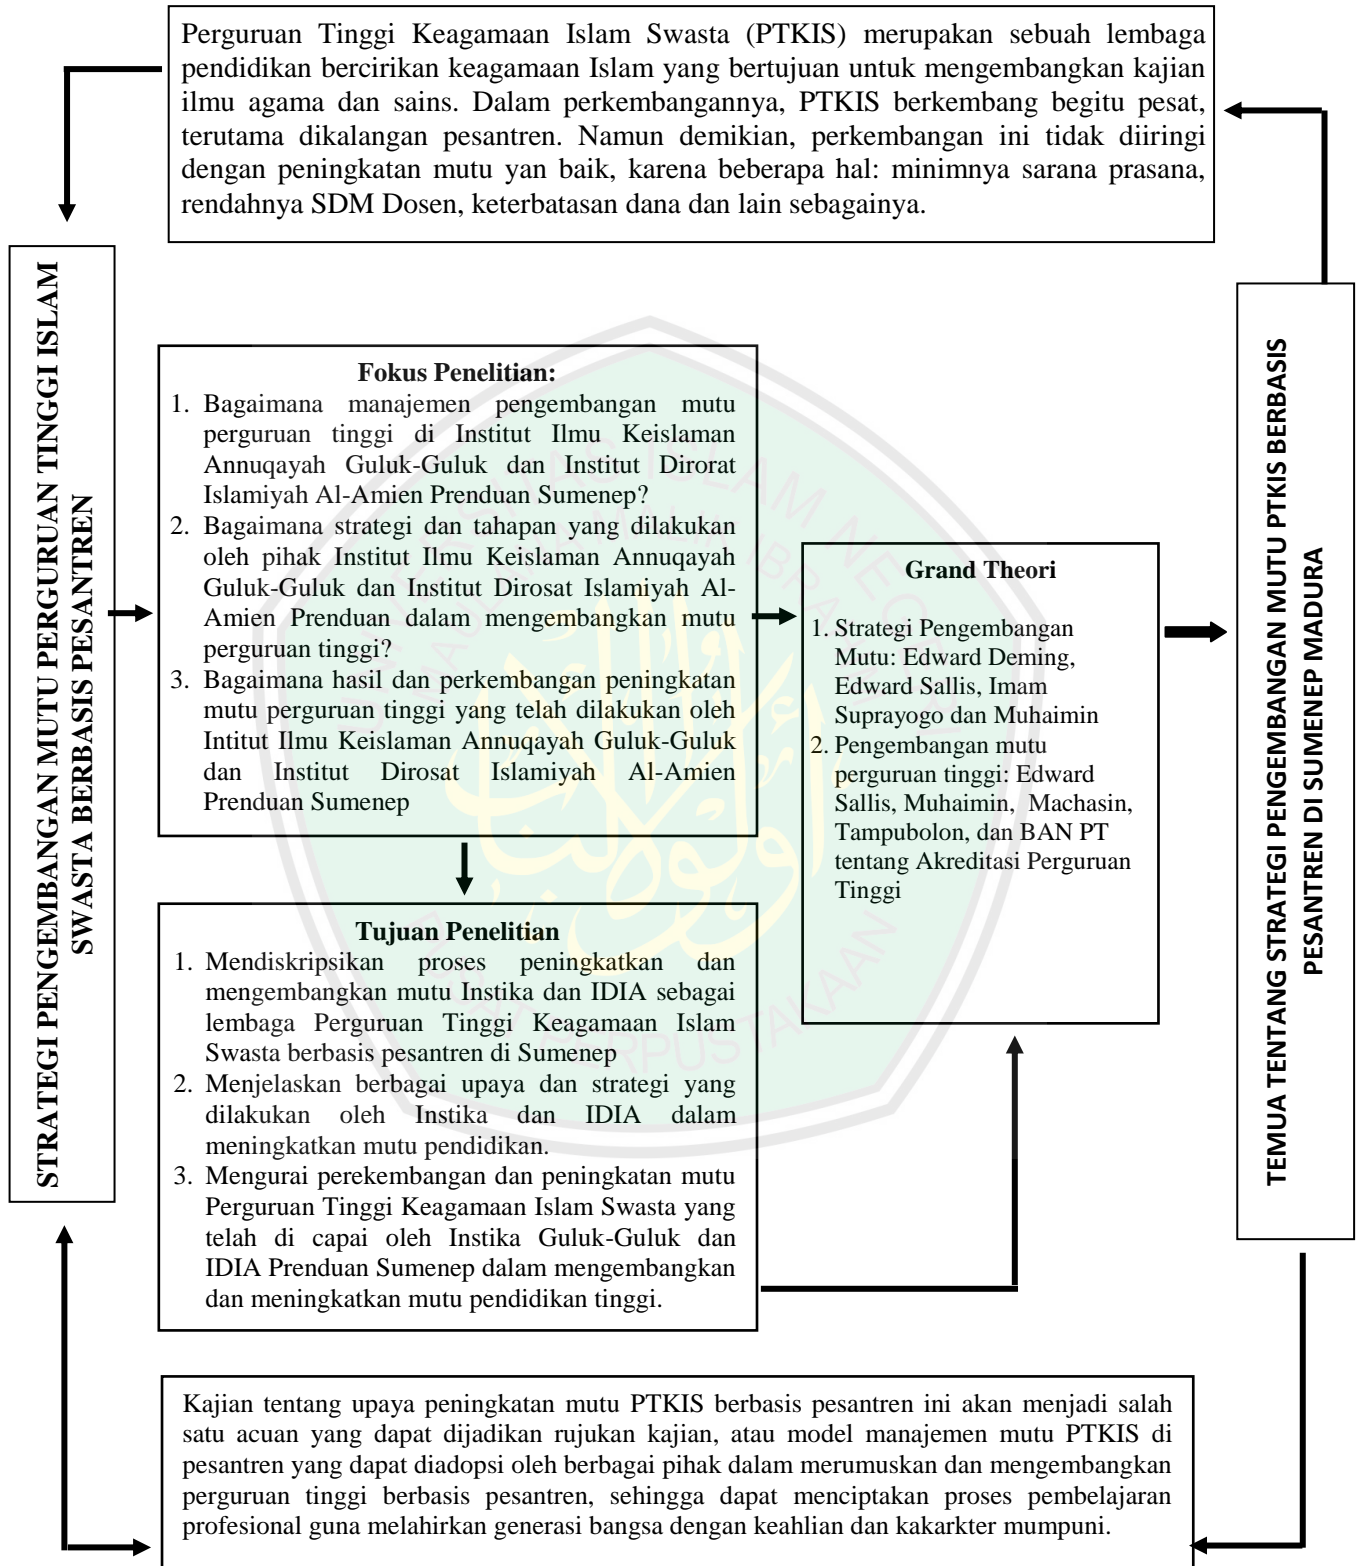 Perguruan Tinggi Keagamaan Islam Swasta (PTKIS) merupakan sebuah lembaga
pendidikan bercirikan keagamaan Islam yang bertujuan untuk mengembangkan kajian
ilmu agama dan sains. Dalam perkembangannya, PTKIS berkembang begitu pesat,
terutama dikalangan pesantren. Namun demikian, perkembangan ini tidak diiringi
dengan peningkatan mutu yan baik, karena beberapa hal: minimnya sarana prasana,
rendahnya SDM Dosen, keterbatasan dana dan lain sebagainya.
STRATEGI PENGEMBANGAN MUTU PERGURUAN TINGGI ISLAM
SWASTA BERBASIS PESANTREN
Fokus Penelitian:
1. Bagaimana manajemen pengembangan mutu
perguruan tinggi di Institut Ilmu Keislaman
Annuqayah Guluk-Guluk dan Institut Dirorat
Islamiyah Al-Amien Prenduan Sumenep?
2. Bagaimana strategi dan tahapan yang dilakukan
oleh pihak Institut Ilmu Keislaman Annuqayah
Guluk-Guluk dan Institut Dirosat Islamiyah Al-
Amien Prenduan dalam mengembangkan mutu
perguruan tinggi?
3. Bagaimana hasil dan perkembangan peningkatan
mutu perguruan tinggi yang telah dilakukan oleh
Intitut Ilmu Keislaman Annuqayah Guluk-Guluk
dan Institut Dirosat Islamiyah Al-Amien
Prenduan Sumenep
Tujuan Penelitian
1. Mendiskripsikan proses peningkatkan dan
mengembangkan mutu Instika dan IDIA sebagai
lembaga Perguruan Tinggi Keagamaan Islam
Swasta berbasis pesantren di Sumenep
2. Menjelaskan berbagai upaya dan strategi yang
dilakukan oleh Instika dan IDIA dalam
meningkatkan mutu pendidikan.
3. Mengurai perekembangan dan peningkatan mutu
Perguruan Tinggi Keagamaan Islam Swasta yang
telah di capai oleh Instika Guluk-Guluk dan
IDIA Prenduan Sumenep dalam mengembangkan
dan meningkatkan mutu pendidikan tinggi.
Grand Theori
1. Strategi Pengembangan
Mutu: Edward Deming,
Edward Sallis, Imam
Suprayogo dan Muhaimin
2. Pengembangan mutu
perguruan tinggi: Edward
Sallis, Muhaimin, Machasin,
Tampubolon, dan BAN PT
tentang Akreditasi Perguruan
Tinggi
TEMUA TENTANG STRATEGI PENGEMBANGAN MUTU PTKIS BERBASIS
PESANTREN DI SUMENEP MADURA
Kajian tentang upaya peningkatan mutu PTKIS berbasis pesantren ini akan menjadi salah
satu acuan yang dapat dijadikan rujukan kajian, atau model manajemen mutu PTKIS di
pesantren yang dapat diadopsi oleh berbagai pihak dalam merumuskan dan mengembangkan
perguruan tinggi berbasis pesantren, sehingga dapat menciptakan proses pembelajaran
profesional guna melahirkan generasi bangsa dengan keahlian dan kakarkter mumpuni.
UNIVERSITAS ISLAM NEGERI
MAULANA MALIK IBRAHIM
PUSAT PERPUSTAKAAN